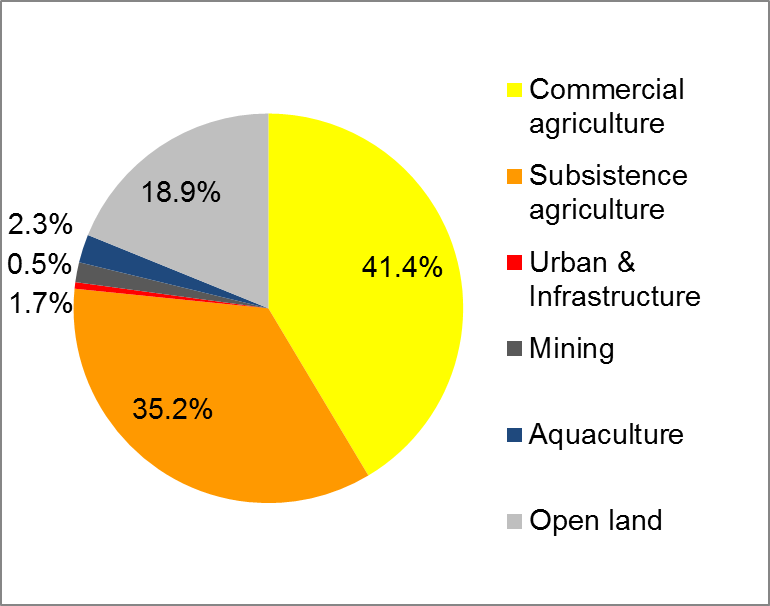 Commercial
agriculture
Subsistence
agriculture
Urban &
Infrastructure
Mining
Aquaculture
Open land
18.9%
2.3%
0.5%
1.7%
41.4%
35.2%